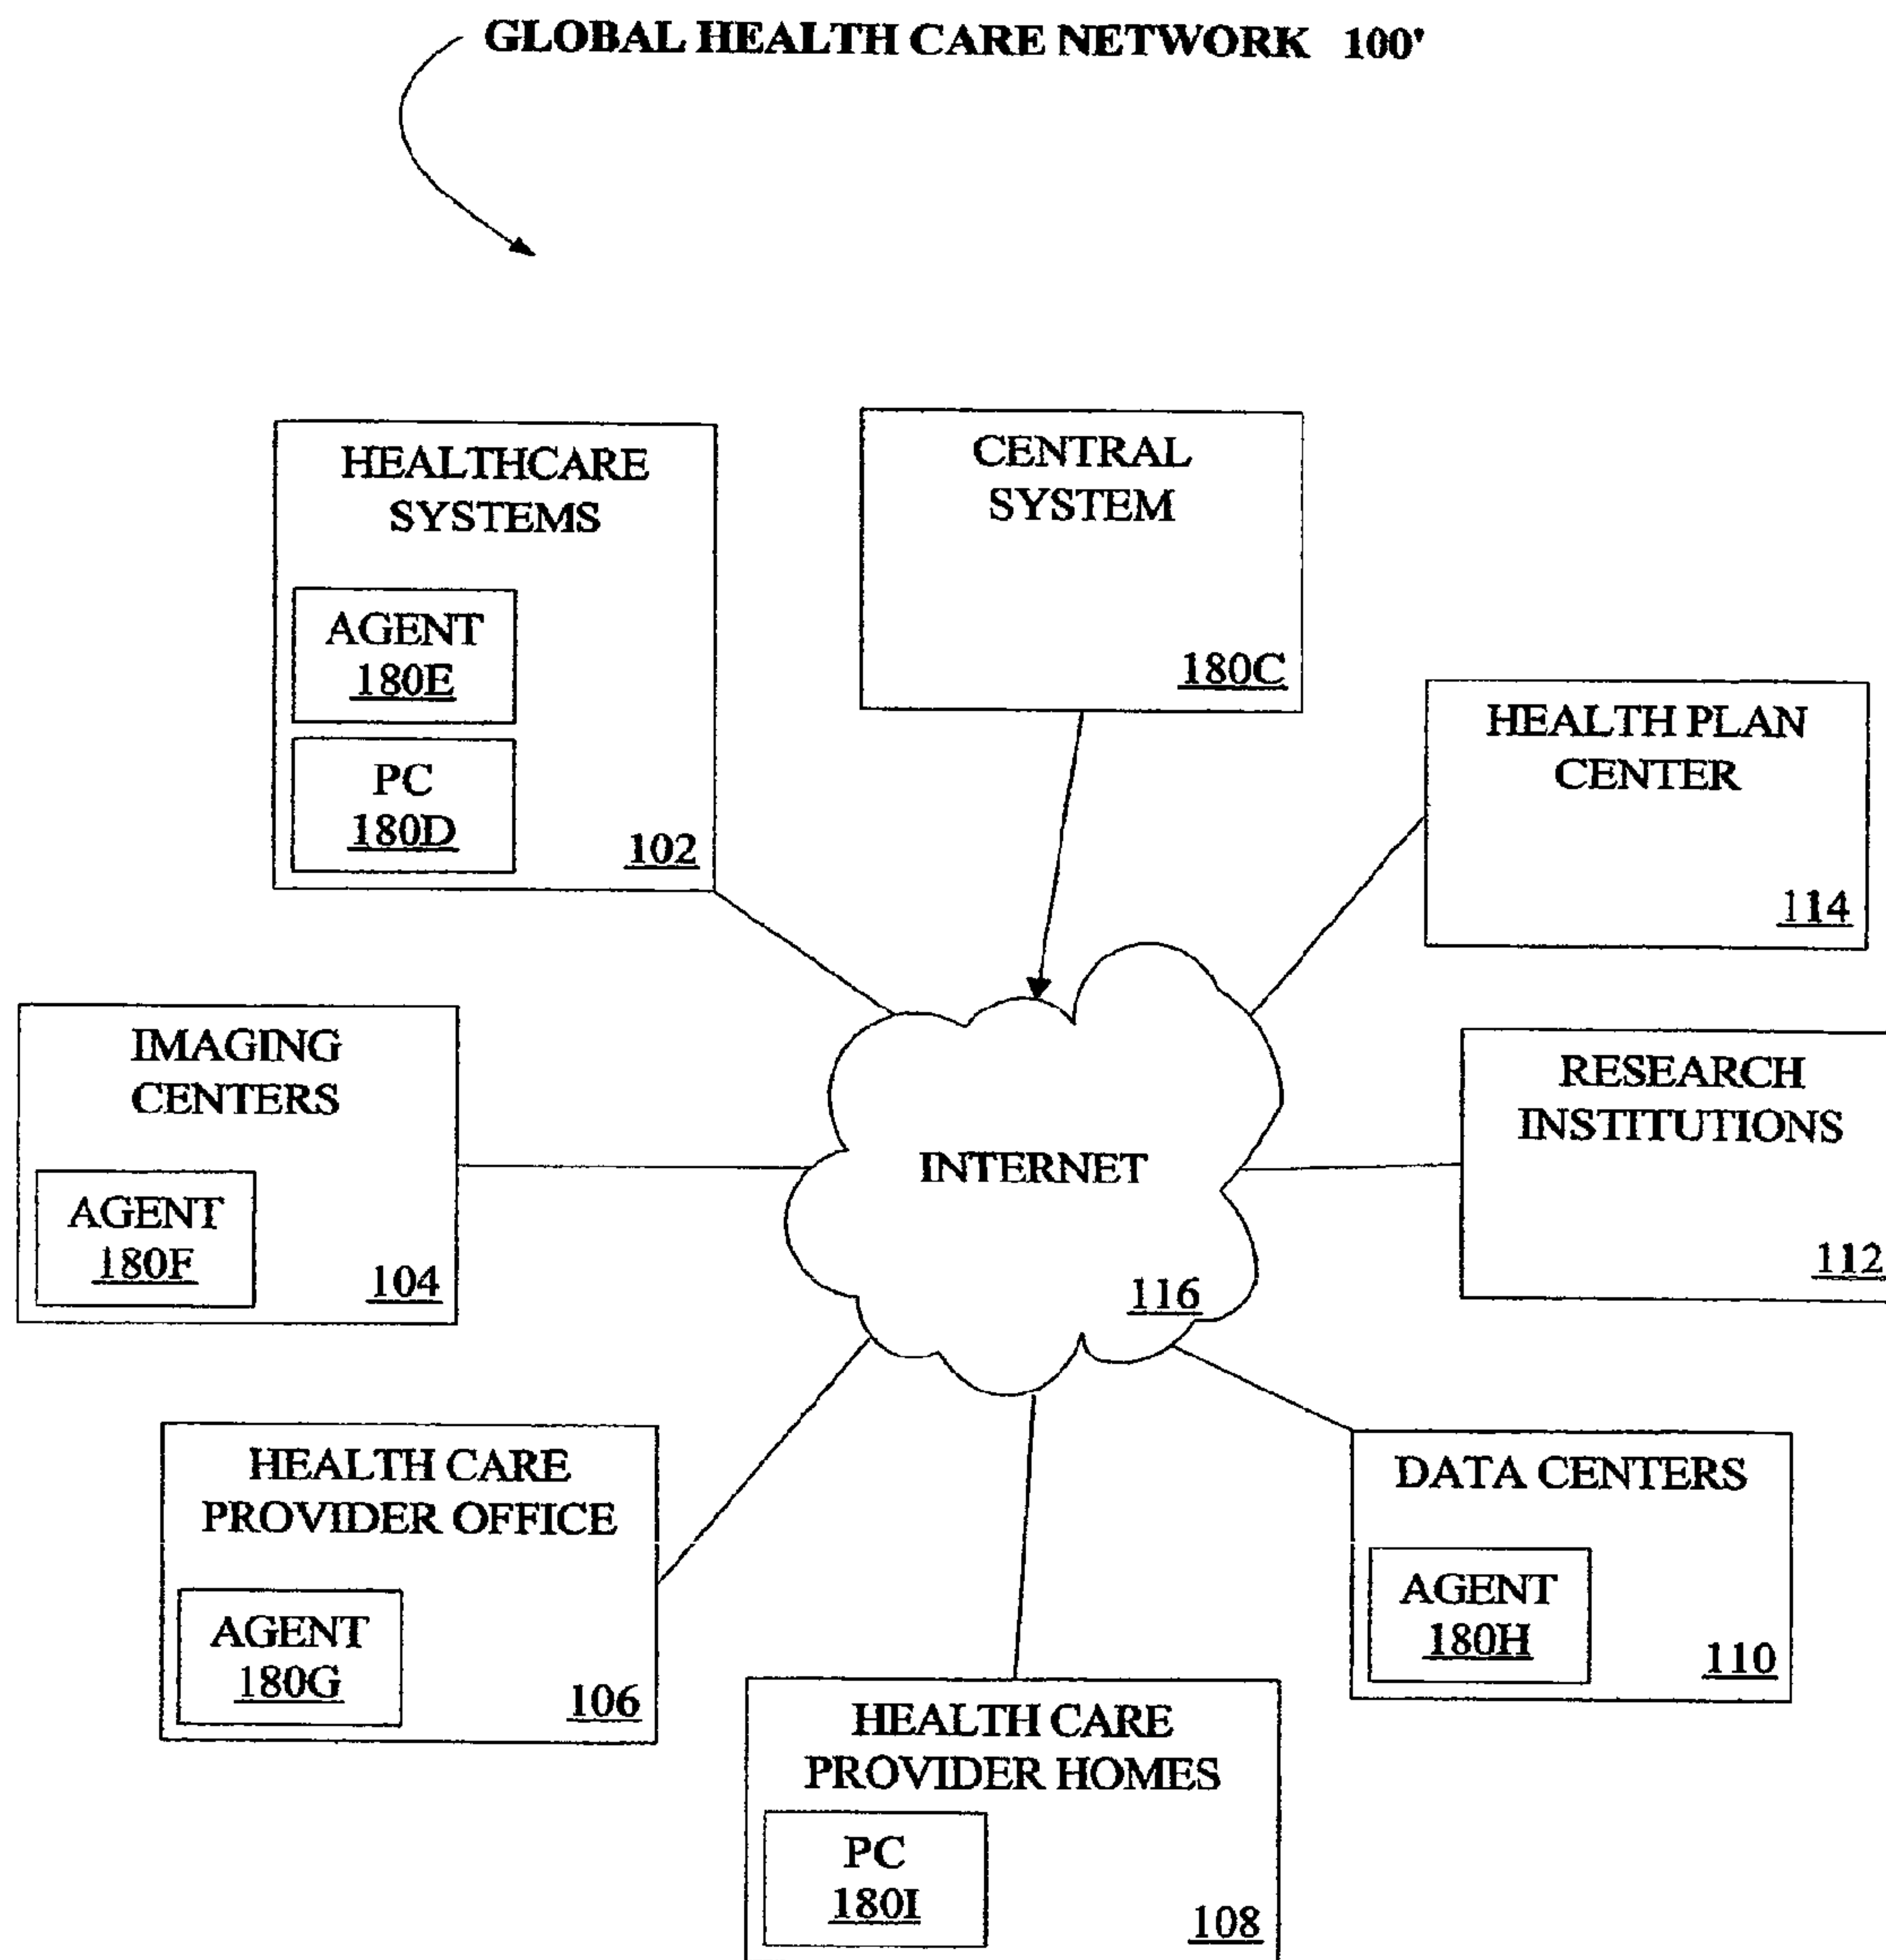 GLOBAL HEALTH CARE NETWORK 100'
HEALTHCARE
SYSTEMS
AGENT
180E
PC
180D
102
CENTRAL
SYSTEM
180C
HEALTH PLAN
CENTER
114
IMAGING
CENTERS
AGENT
180F
104
INTERNET
116
RESEARCH
INSTITUTIONS
112
HEALTH CARE
PROVIDER OFFICE
AGENT
180G
106
HEALTH CARE
PROVIDER HOMES
PC
180I
108
DATA CENTERS
AGENT
180H
110